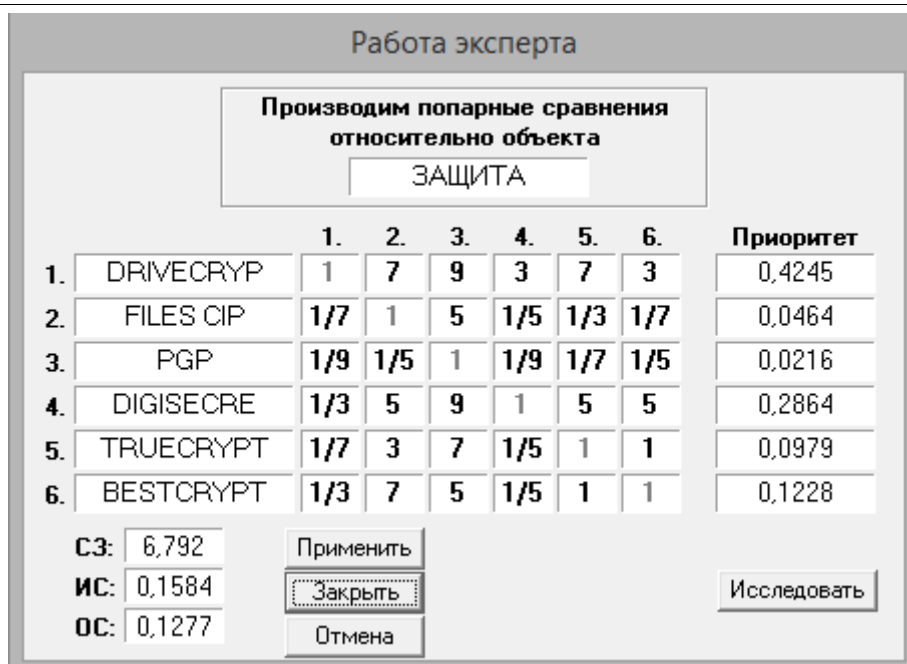 Работа эксперта
Производим попарные сравнения
относительно объекта
ЗАЩИТА
1. 2. 3. 4. 5. 6. Приоритет
1. DRIVECRYP 1 7 9 3 7 3 0,4245
2. FILES CIP 1/7 1 5 1/5 1/3 1/7 0,0464
3. PGP 1/9 1/5 1 1/9 1/7 1/5 0,0216
4. DIGISECRE 1/3 5 9 1 5 5 0,2864
5. TRUECRYPT 1/7 3 7 1/5 1 1 0,0979
6. BESTCRYPT 1/3 7 5 1/5 1 1 0,1228
СЗ: 6,792 Применить
ИС: 0,1584 Закрыть Исследовать
ОС: 0,1277 Отмена